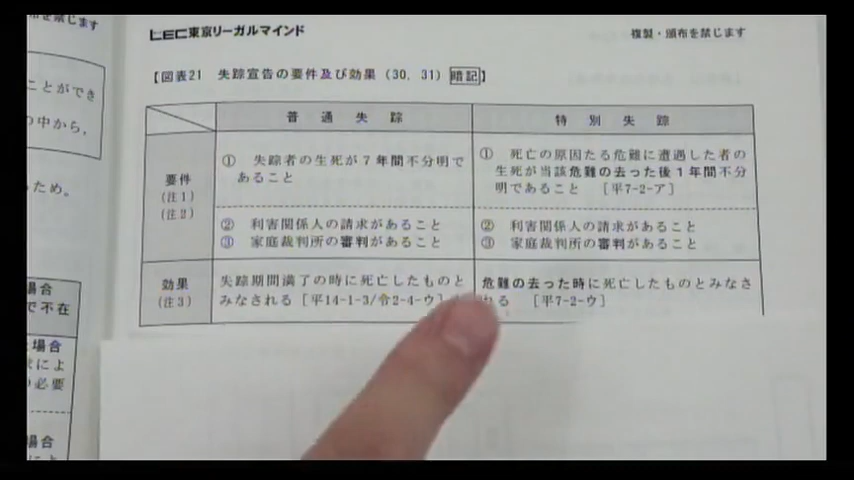 を禁じます
LEC東京リーガルマインド
複製・頒布を禁じます
ことができ
の中から,
ため。
場合
で不在
場合
によ
必要
場合
【図表21 失踪宣告の要件及び効果(30, 31) 暗記】
普通失踪
特別失踪
要件
(注1)
(注2)
① 失踪者の生死が7年間不分明で
あること
② 利害関係人の請求があること
③ 家庭裁判所の審判があること
① 死亡の原因たる危難に遭遇した者の
生死が当該危難の去った後1年間不分
明であること [平7-2-ア]
② 利害関係人の請求があること
③ 家庭裁判所の審判があること
効果
(注3)
失踪期間満了の時に死亡したものと
みなされる [平14-1-3/令2-4-ウ]
危難の去った時に死亡したものとみなさ
れる [平7-2-ウ]